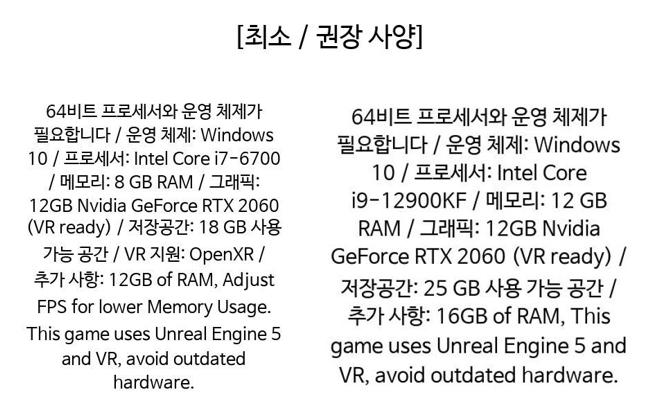 [최소 / 권장 사양]
64비트 프로세서와 운영 체제가
필요합니다 / 운영 체제: Windows
10 / 프로세서: Intel Core i7-6700
/ 메모리: 8 GB RAM / 그래픽:
12GB Nvidia GeForce RTX 2060
(VR ready) / 저장공간: 18 GB 사용
가능 공간 / VR 지원: OpenXR /
추가 사항: 12GB of RAM, Adjust
FPS for lower Memory Usage.
This game uses Unreal Engine 5
and VR, avoid outdated
hardware.
64비트 프로세서와 운영 체제가
필요합니다 / 운영 체제: Windows
10 / 프로세서: Intel Core
i9-12900KF / 메모리: 12 GB
RAM / 그래픽: 12GB Nvidia
GeForce RTX 2060 (VR ready) /
저장공간: 25 GB 사용 가능 공간 /
추가 사항: 16GB of RAM, This
game uses Unreal Engine 5 and
VR, avoid outdated hardware.